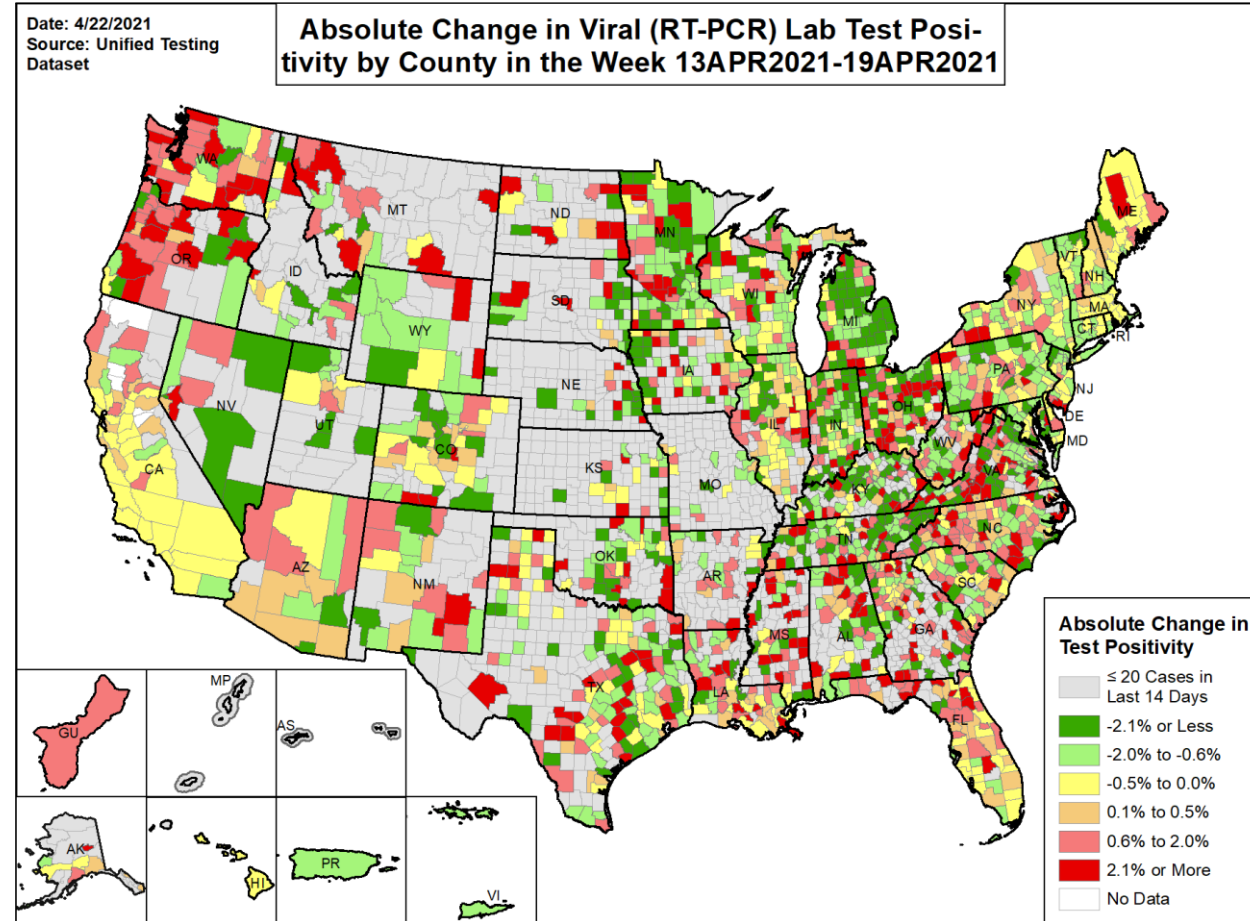 Date: 4/22/2021
Source: Unified Testing
Dataset
Absolute Change in Viral (RT-PCR) Lab Test Posi-
tivity by County in the Week 13APR2021-19APR2021
WA
MT
ND
MN
ME
OR
ID
SD
WI
VT
NH
NY
MA
CT
RI
WY
MI
IA
NE
PA
NJ
NV
UT
CO
IL
IN
OH
DE
MD
WV
VA
CA
KS
MO
KY
NC
TN
AZ
NM
OK
AR
SC
MS
AL
GA
TX
LA
FL
GU
MP
AS
AK
HI
PR
VI
Absolute Change in
Test Positivity
≤ 20 Cases in
Last 14 Days
-2.1% or Less
-2.0% to -0.6%
-0.5% to 0.0%
0.1% to 0.5%
0.6% to 2.0%
2.1% or More
No Data